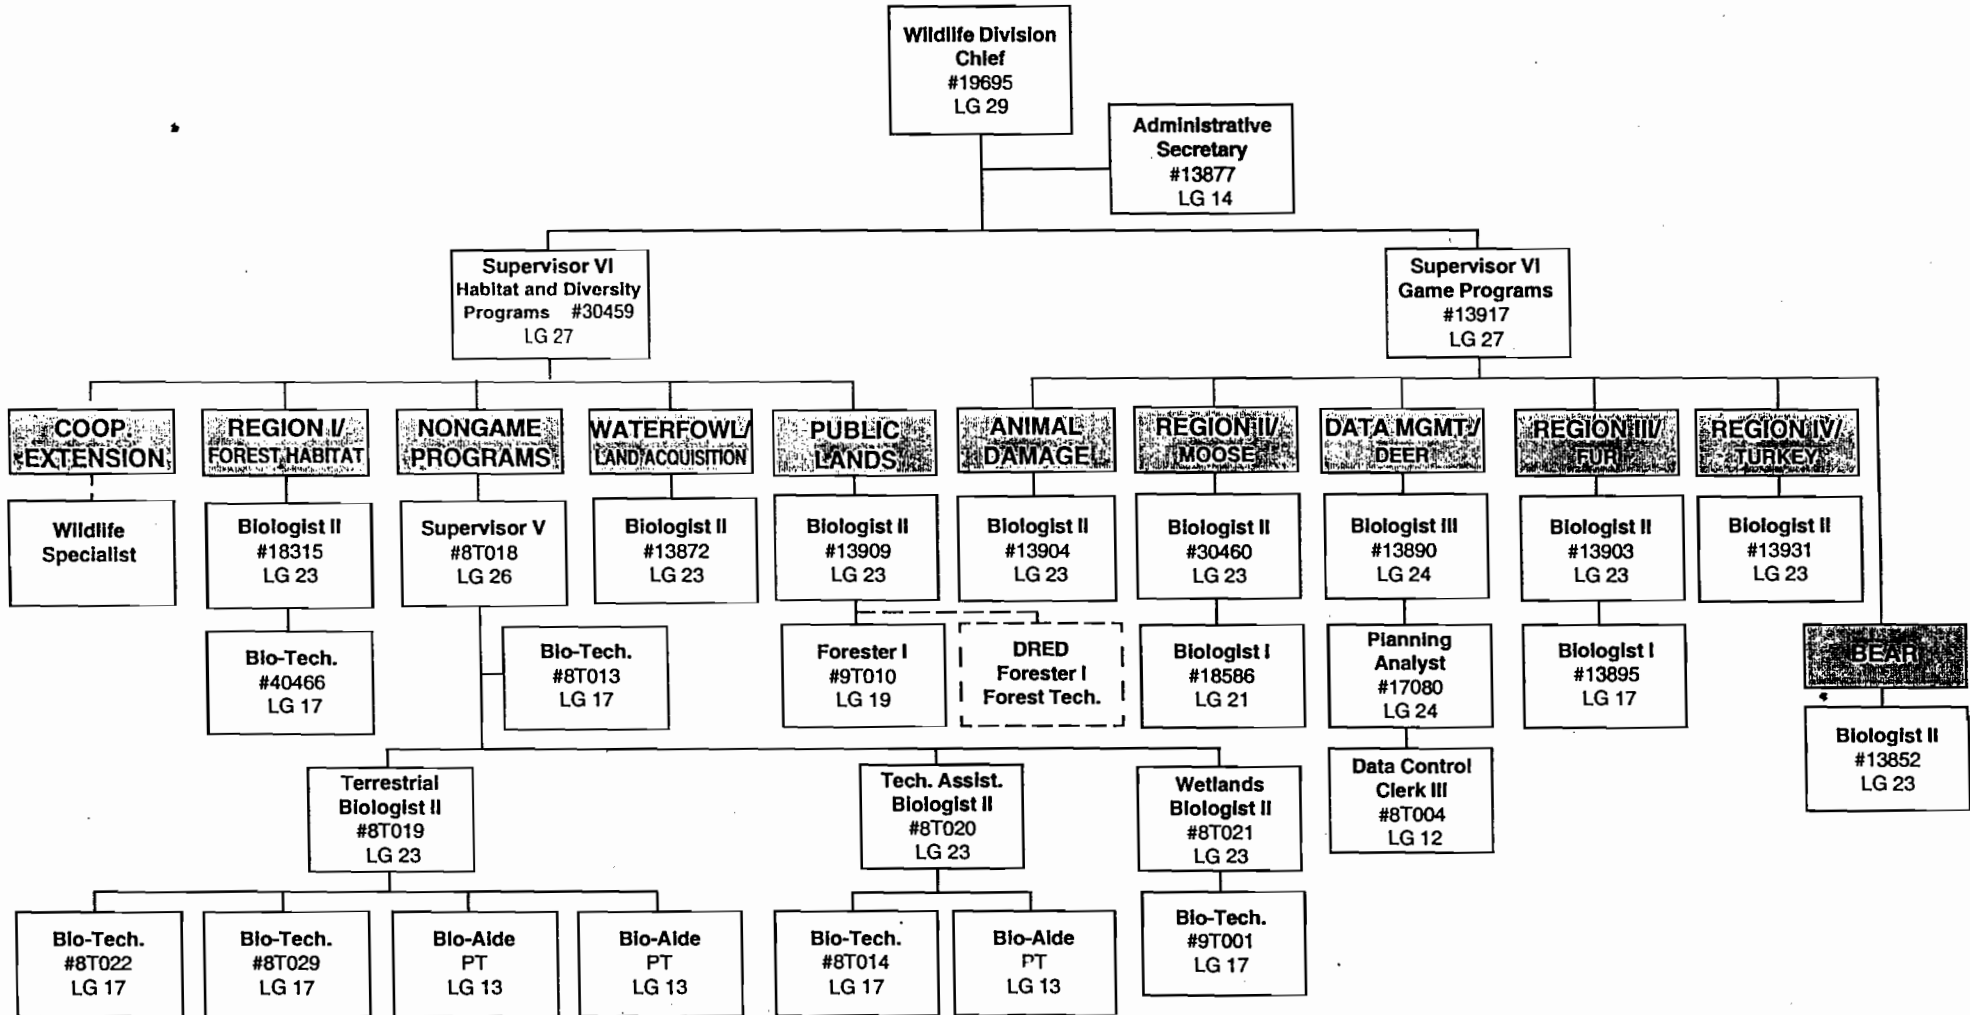 Wildlife Division
Chief
#19695
LG 29
Administrative
Secretary
#13877
LG 14
Supervisor VI
Habitat and Diversity
Programs #30459
LG 27
Supervisor VI
Game Programs
#13917
LG 27
COOP.
EXTENSION
REGION I/
FOREST HABITAT
NONGAME
PROGRAMS
WATERFOWL/
LAND ACQUISITION
PUBLIC
LANDS
ANIMAL
DAMAGE
REGION II/
MOOSE
DATA MGMT./
DEER
REGION III/
FUR
REGION IV/
TURKEY
Wildlife
Specialist
Biologist II
#18315
LG 23
Supervisor V
#8T018
LG 26
Biologist II
#13872
LG 23
Biologist II
#13909
LG 23
Biologist II
#13904
LG 23
Biologist II
#30460
LG 23
Biologist III
#13890
LG 24
Biologist II
#13903
LG 23
Biologist II
#13931
LG 23
Bio-Tech.
#40466
LG 17
Bio-Tech.
#8T013
LG 17
Forester I
#9T010
LG 19
DRED
Forester I
Forest Tech.
Biologist I
#18586
LG 21
Planning
Analyst
#17080
LG 24
Biologist I
#13895
LG 17
BEAR
Biologist II
#13852
LG 23
Terrestrial
Biologist II
#8T019
LG 23
Tech. Assist.
Biologist II
#8T020
LG 23
Wetlands
Biologist II
#8T021
LG 23
Data Control
Clerk III
#8T004
LG 12
Bio-Tech.
#8T022
LG 17
Bio-Tech.
#8T029
LG 17
Bio-Aide
PT
LG 13
Bio-Aide
PT
LG 13
Bio-Tech.
#8T014
LG 17
Bio-Aide
PT
LG 13
Bio-Tech.
#9T001
LG 17